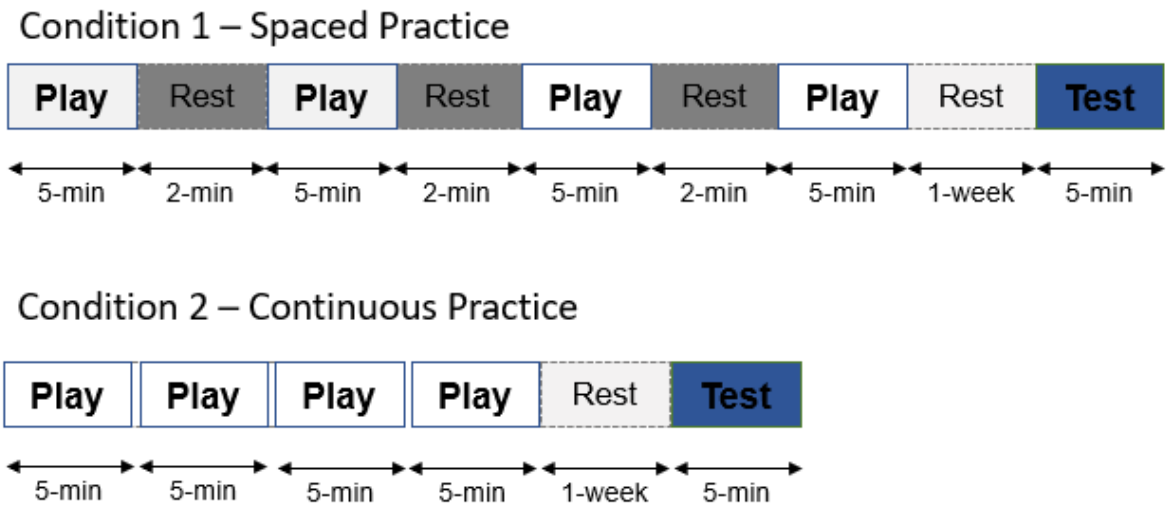 Condition 1 – Spaced Practice
Play Rest Play Rest Play Rest Play Rest Test
5-min 2-min 5-min 2-min 5-min 2-min 5-min 1-week 5-min
Condition 2 – Continuous Practice
Play Play Play Play Rest Test
5-min 5-min 5-min 5-min 1-week 5-min